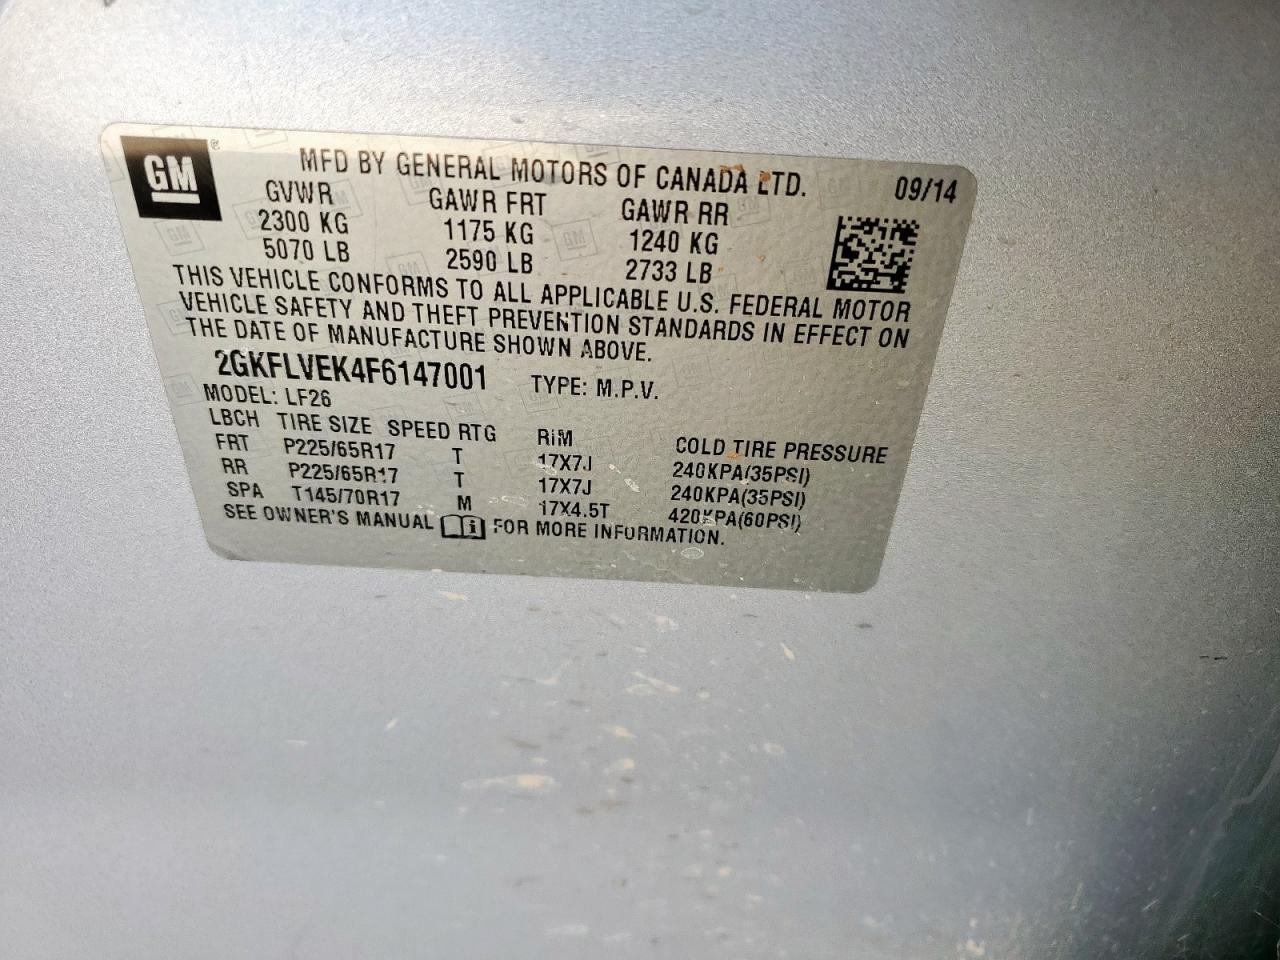 GM®
MFD BY GENERAL MOTORS OF CANADA LTD. 09/14
GVWR GAWR FRT GAWR RR
2300 KG 1175 KG 1240 KG
5070 LB 2590 LB 2733 LB
THIS VEHICLE CONFORMS TO ALL APPLICABLE U.S. FEDERAL MOTOR
VEHICLE SAFETY AND THEFT PREVENTION STANDARDS IN EFFECT ON
THE DATE OF MANUFACTURE SHOWN ABOVE.
2GKFLVEK4F6147001 TYPE: M.P.V.
MODEL: LF26
LBCH TIRE SIZE SPEED RTG RIM COLD TIRE PRESSURE
FRT P225/65R17 T 17X7J 240KPA(35PSI)
RR P225/65R17 T 17X7J 240KPA(35PSI)
SPA T145/70R17 M 17X4.5T 420KPA(60PSI)
SEE OWNER'S MANUAL i FOR MORE INFORMATION.